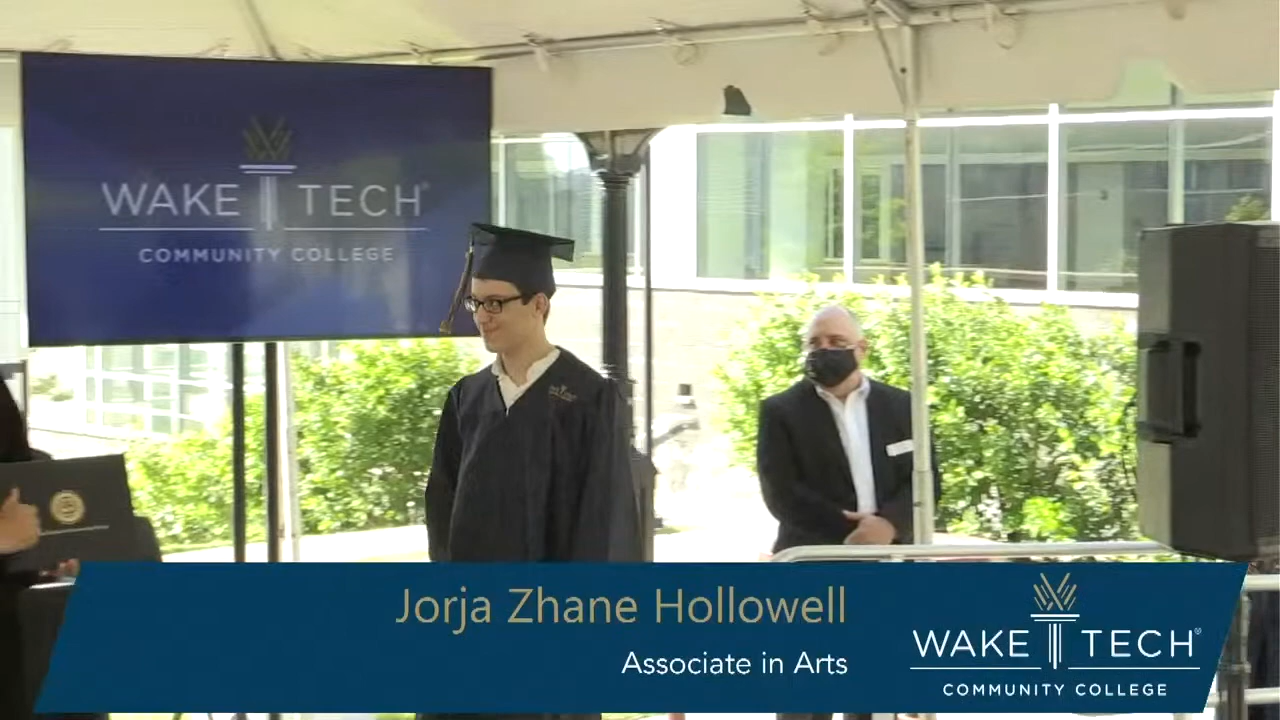 WAKE TECH
COMMUNITY COLLEGE
Jorja Zhane Hollowell
Associate in Arts
WAKE TECH®
COMMUNITY COLLEGE